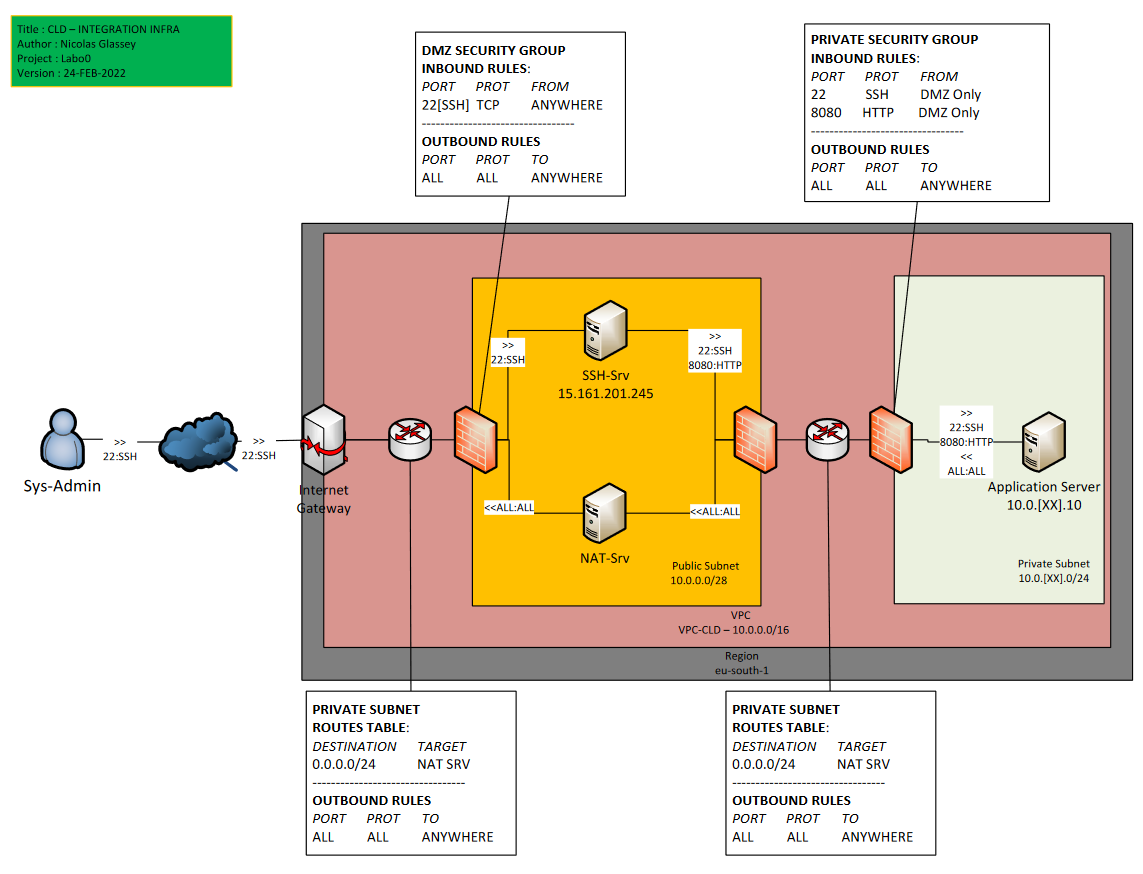 Title : CLD – INTEGRATION INFRA
Author : Nicolas Glassey
Project : Labo0
Version : 24-FEB-2022
DMZ SECURITY GROUP
INBOUND RULES:
PORT PROT FROM
22[SSH] TCP ANYWHERE
---------------------------------
OUTBOUND RULES
PORT PROT TO
ALL ALL ANYWHERE
PRIVATE SECURITY GROUP
INBOUND RULES:
PORT PROT FROM
22 SSH DMZ Only
8080 HTTP DMZ Only
---------------------------------
OUTBOUND RULES
PORT PROT TO
ALL ALL ANYWHERE
Sys-Admin
>>
22:SSH
>>
22:SSH
Internet
Gateway
>>
22:SSH
SSH-Srv
15.161.201.245
>>
22:SSH
8080:HTTP
<<ALL:ALL
NAT-Srv
<<ALL:ALL
Public Subnet
10.0.0.0/28
>>
22:SSH
8080:HTTP
<<
ALL:ALL
Application Server
10.0.[XX].10
Private Subnet
10.0.[XX].0/24
VPC
VPC-CLD – 10.0.0.0/16
Region
eu-south-1
PRIVATE SUBNET
ROUTES TABLE:
DESTINATION TARGET
0.0.0.0/24 NAT SRV
---------------------------------
OUTBOUND RULES
PORT PROT TO
ALL ALL ANYWHERE
PRIVATE SUBNET
ROUTES TABLE:
DESTINATION TARGET
0.0.0.0/24 NAT SRV
---------------------------------
OUTBOUND RULES
PORT PROT TO
ALL ALL ANYWHERE